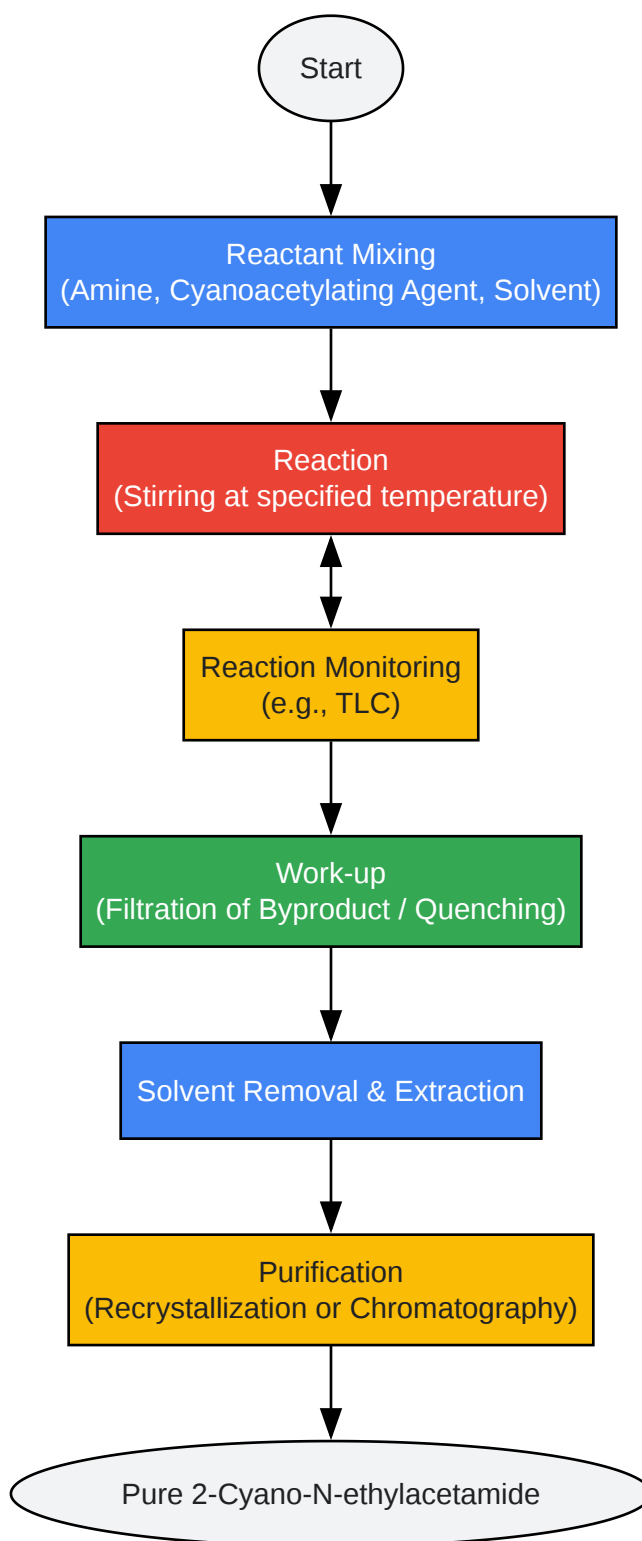 Start
Reactant Mixing
(Amine, Cyanoacetylating Agent, Solvent)
Reaction
(Stirring at specified temperature)
Reaction Monitoring
(e.g., TLC)
Work-up
(Filtration of Byproduct / Quenching)
Solvent Removal & Extraction
Purification
(Recrystallization or Chromatography)
Pure 2-Cyano-N-ethylacetamide